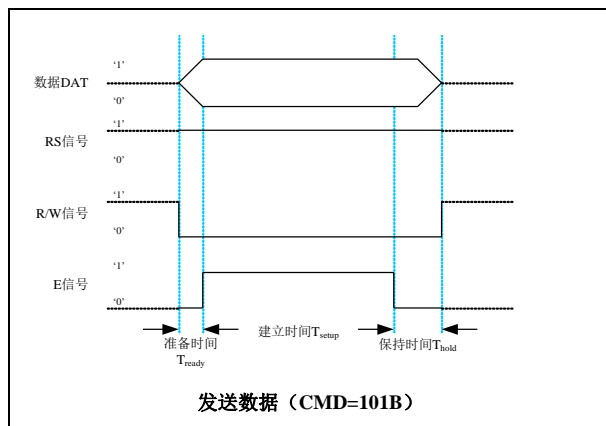 ‘1’
数据DAT
‘0’
‘1’
RS信号
‘0’
‘1’
R/W信号
‘0’
‘1’
E信号
‘0’
准备时间
Tready
建立时间Tsetup
保持时间Thold
发送数据（CMD=101B）